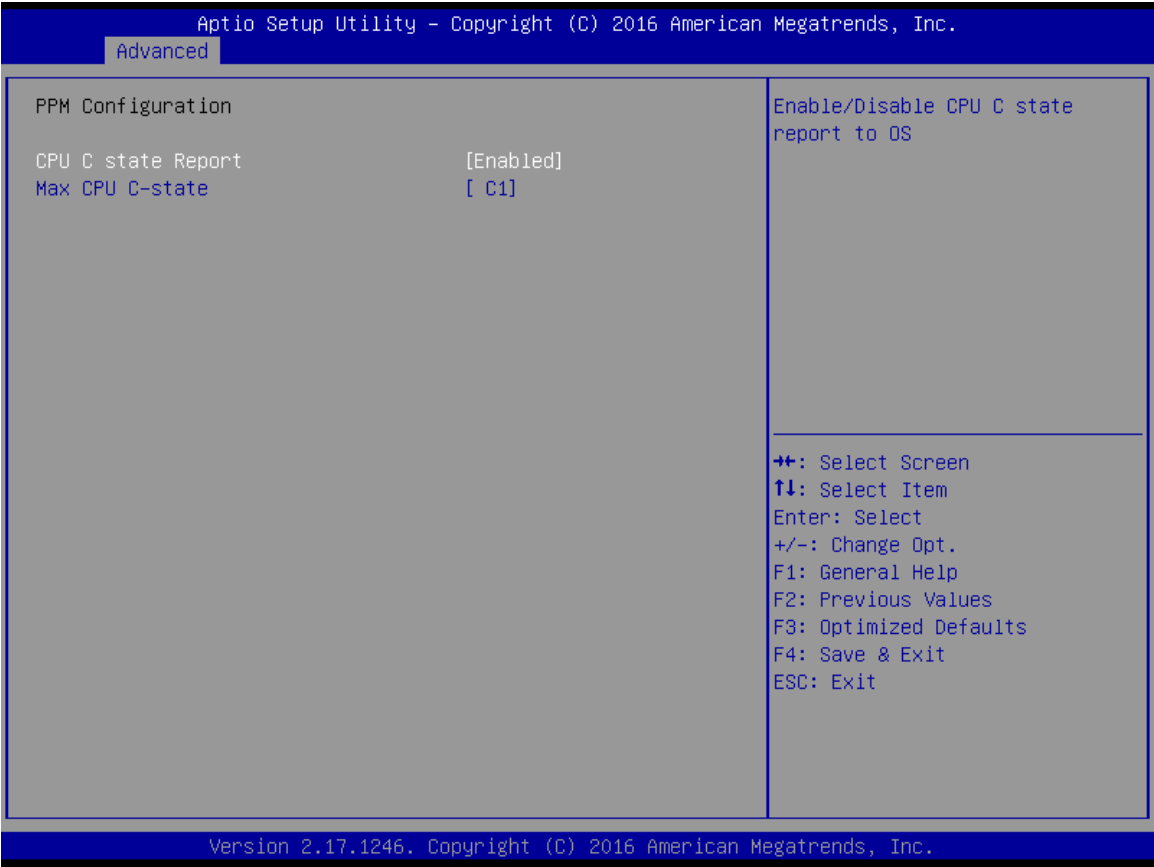 Aptio Setup Utility – Copyright (C) 2016 American Megatrends, Inc.
Advanced
PPM Configuration
CPU C state Report [Enabled]
Max CPU C-state [ C1]
Enable/Disable CPU C state
report to OS
→←: Select Screen
↑↓: Select Item
Enter: Select
+/-: Change Opt.
F1: General Help
F2: Previous Values
F3: Optimized Defaults
F4: Save & Exit
ESC: Exit
Version 2.17.1246. Copyright (C) 2016 American Megatrends, Inc.